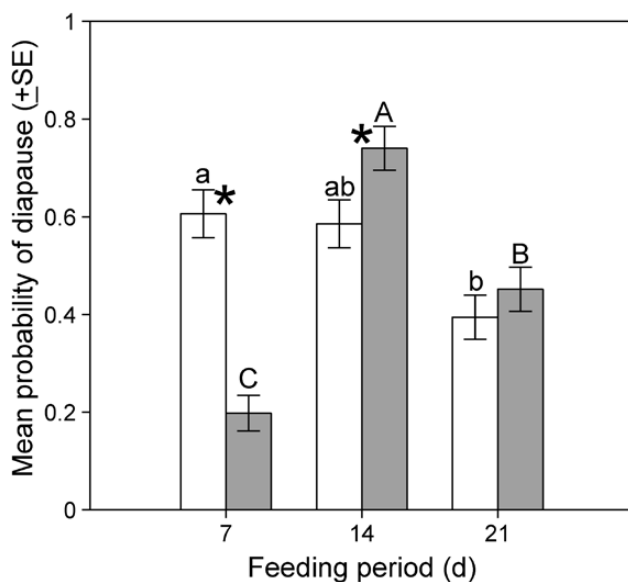 Mean probability of diapause (±SE)
1
0.8
0.6
0.4
0.2
0
a
*
C
ab
*
A
b
B
7
14
21
Feeding period (d)